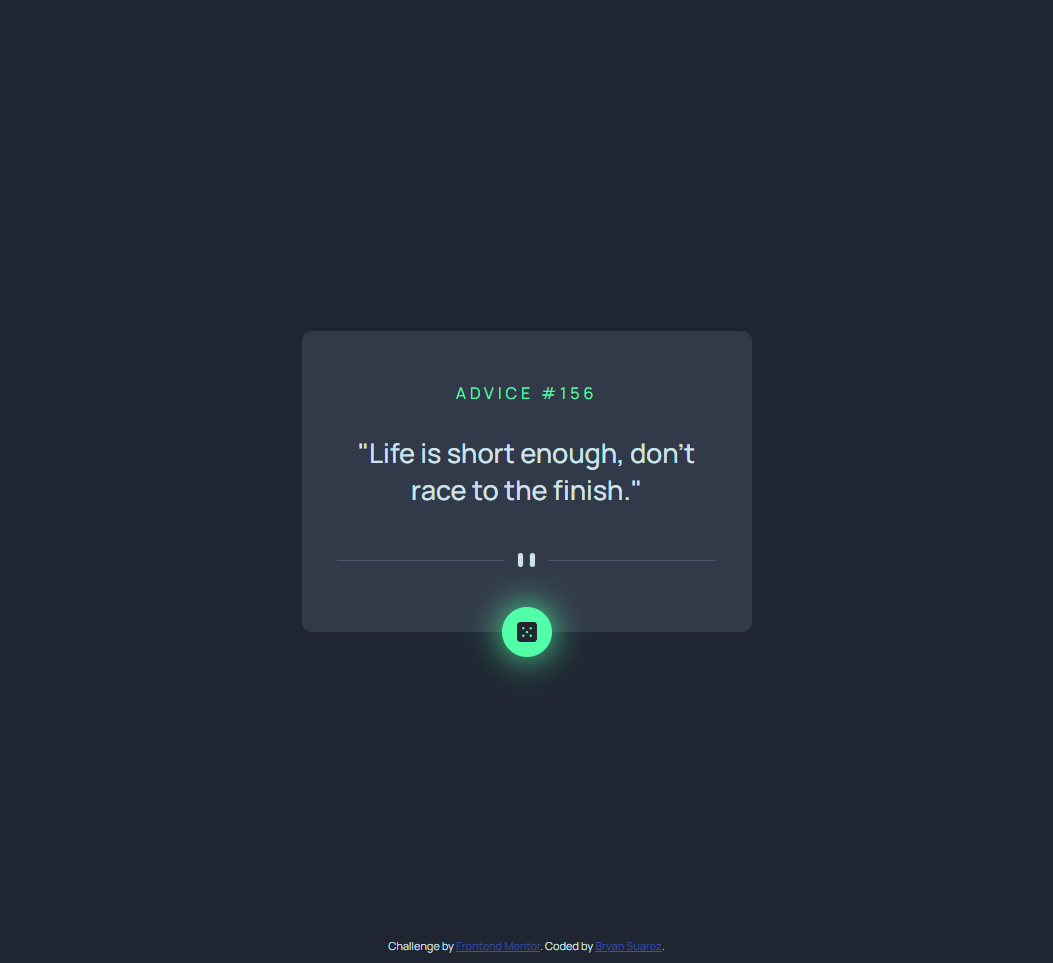 ADVICE #156
"Life is short enough, don't
race to the finish."
Challenge by Frontend Mentor. Coded by Bryan Suarez.